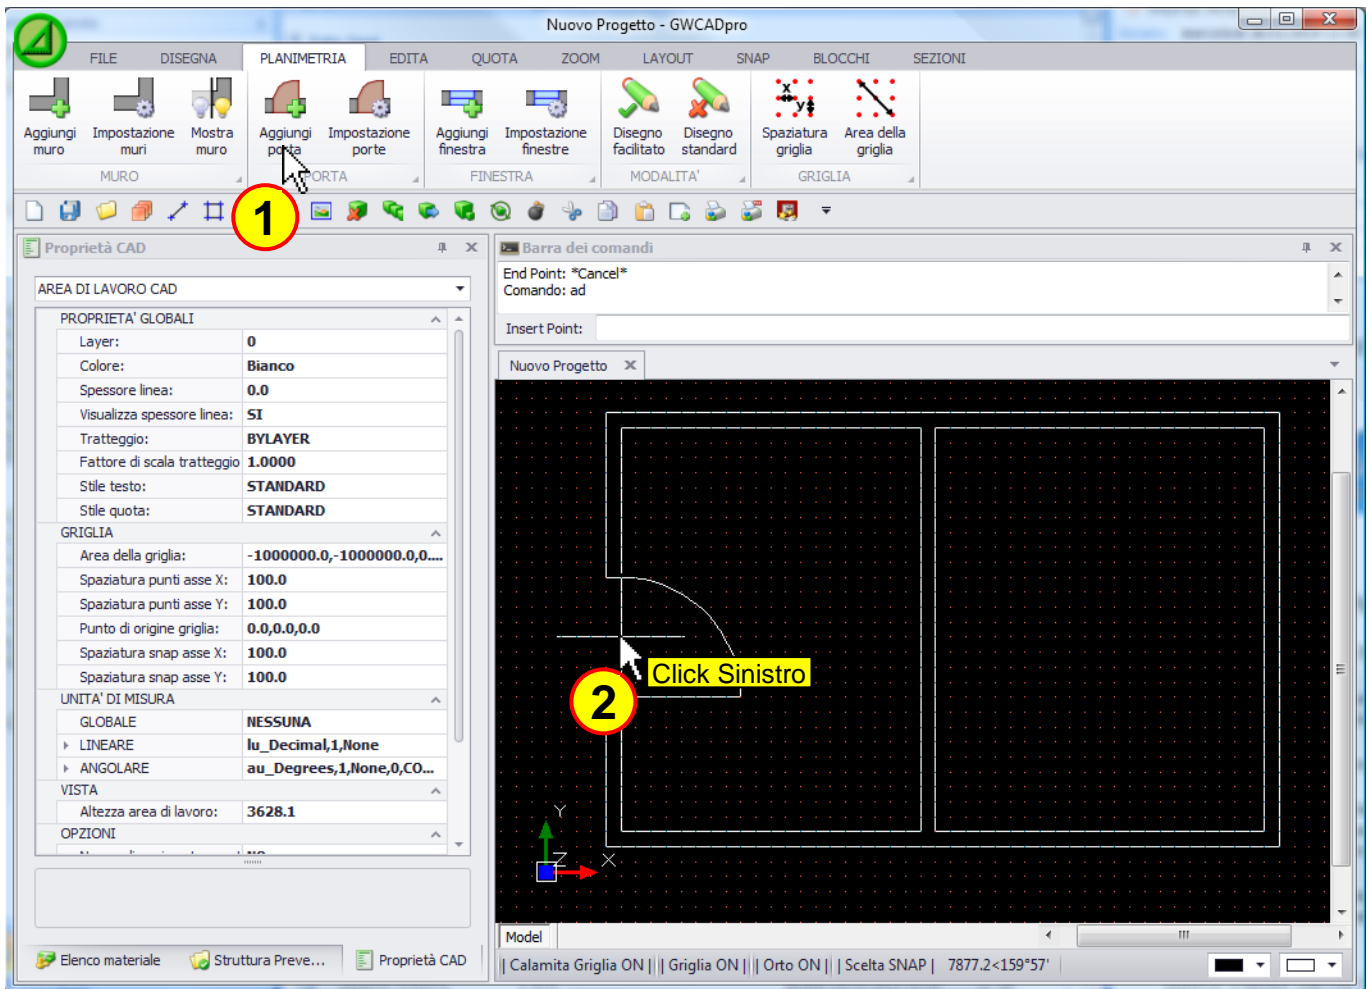 Nuovo Progetto - GWCADpro
FILE DISEGNA PLANIMETRIA EDITA QUOTA ZOOM LAYOUT SNAP BLOCCHI SEZIONI
Aggiungi muro
Impostazione muri
Mostra muro
Aggiungi porta
Impostazione porte
Aggiungi finestra
Impostazione finestre
Disegno facilitato
Disegno standard
Spaziatura griglia
Area della griglia
MURO PORTA FINESTRA MODALITA' GRIGLIA
1
Proprietà CAD
AREA DI LAVORO CAD
PROPRIETA' GLOBALI
Layer: 0
Colore: Bianco
Spessore linea: 0.0
Visualizza spessore linea: SI
Tratteggio: BYLAYER
Fattore di scala tratteggio 1.0000
Stile testo: STANDARD
Stile quota: STANDARD
GRIGLIA
Area della griglia: -1000000.0,-1000000.0,0....
Spaziatura punti asse X: 100.0
Spaziatura punti asse Y: 100.0
Punto di origine griglia: 0.0,0.0,0.0
Spaziatura snap asse X: 100.0
Spaziatura snap asse Y: 100.0
UNITA' DI MISURA
GLOBALE NESSUNA
LINEARE lu_Decimal,1,None
ANGOLARE au_Degrees,1,None,0,CO...
VISTA
Altezza area di lavoro: 3628.1
OPZIONI
Elenco materiale Struttura Preve... Proprietà CAD
Barra dei comandi
End Point: *Cancel*
Comando: ad
Insert Point:
Nuovo Progetto
Click Sinistro
2
Y
Z X
Model
|| Calamita Griglia ON | || Griglia ON | || Orto ON | | | Scelta SNAP | 7877.2<159°57'